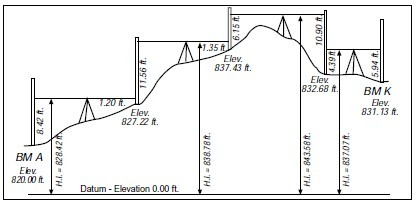 8.42 ft.
BM A
Elev.
820.00 ft.
H.I. = 828.42 ft.
1.20 ft.
11.56 ft.
Elev.
827.22 ft.
1.35 ft.
H.I. = 838.78 ft.
6.15 ft.
Elev.
837.43 ft.
H.I. = 843.58 ft.
10.90 ft.
Elev.
832.68 ft.
4.39 ft.
H.I. = 837.07 ft.
5.94 ft.
BM K
Elev.
831.13 ft.
Datum - Elevation 0.00 ft.